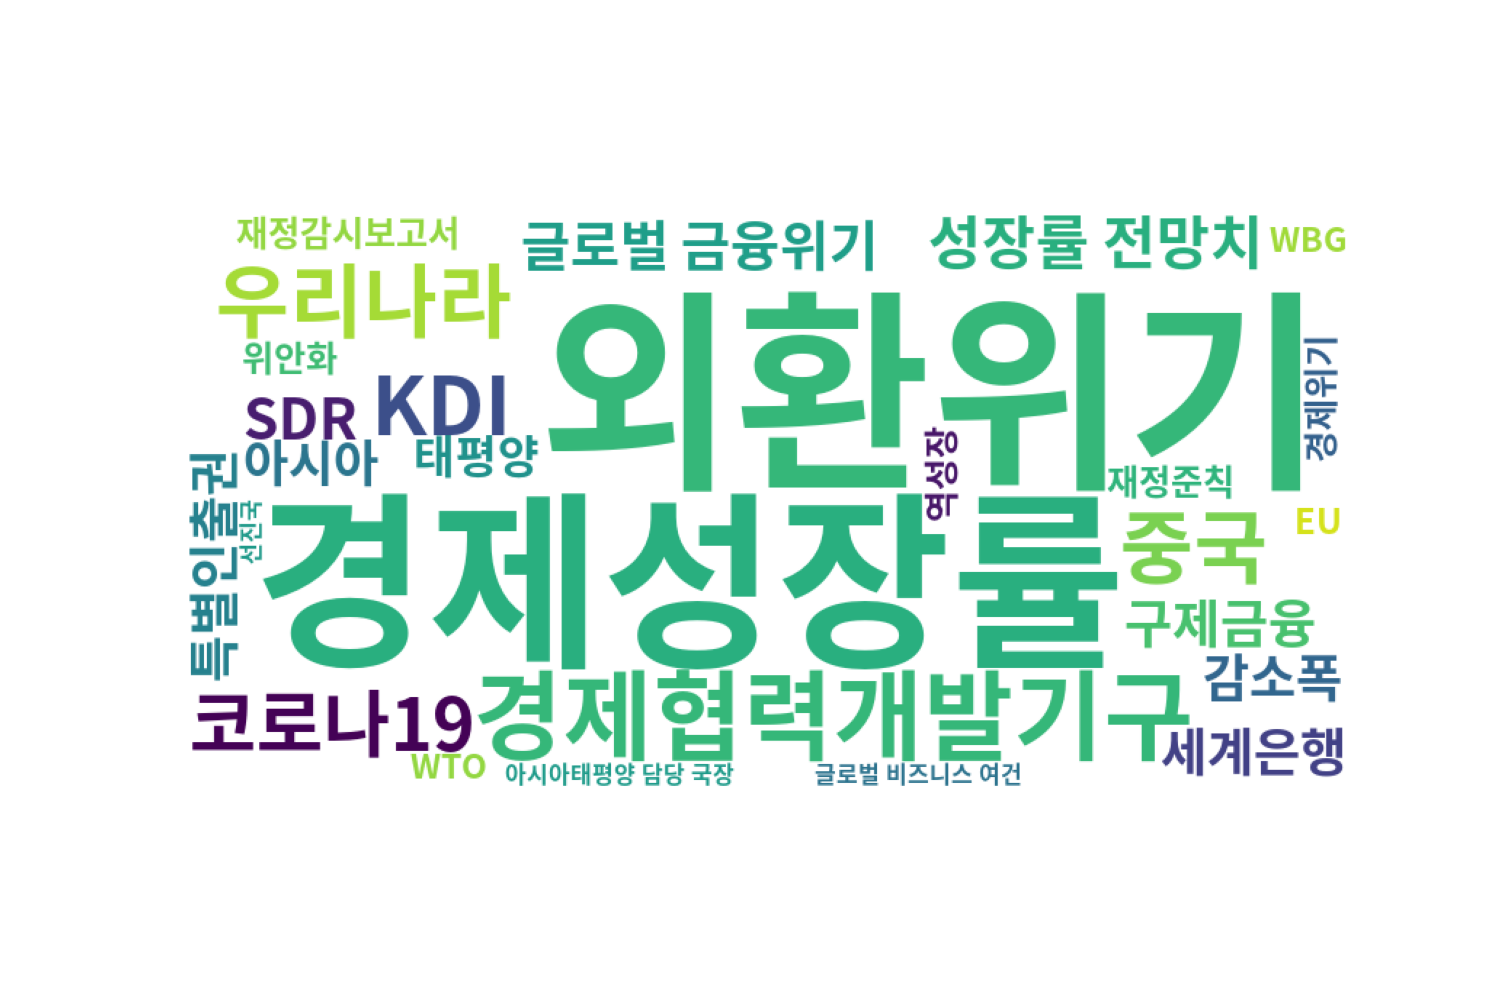 재정감시보고서
글로벌 금융위기
성장률 전망치
WBG
우리나라
외환위기
위안화
경제위기
KDI
SDR
아시아
태평양
역성장
재정준칙
특별인출권
선진국
경제성장률
중국
EU
구제금융
감소폭
코로나19
경제협력개발기구
세계은행
WTO
아시아태평양 담당 국장
글로벌 비즈니스 여건